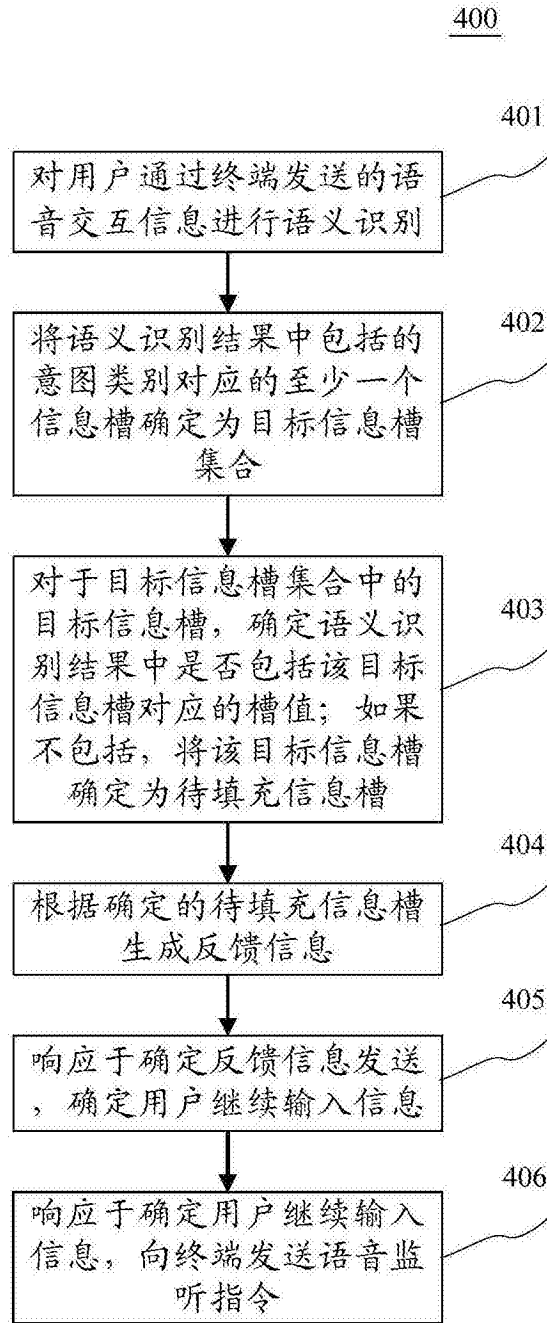 400
401
对用户通过终端发送的语
音交互信息进行语义识别
402
将语义识别结果中包括的
意图类别对应的至少一个
信息槽确定为目标信息槽
集合
403
对于目标信息槽集合中的
目标信息槽，确定语义识
别结果中是否包括该目标
信息槽对应的槽值；如果
不包括，将该目标信息槽
确定为待填充信息槽
404
根据确定的待填充信息槽
生成反馈信息
405
响应于确定反馈信息发送
，确定用户继续输入信息
406
响应于确定用户继续输入
信息，向终端发送语音监
听指令